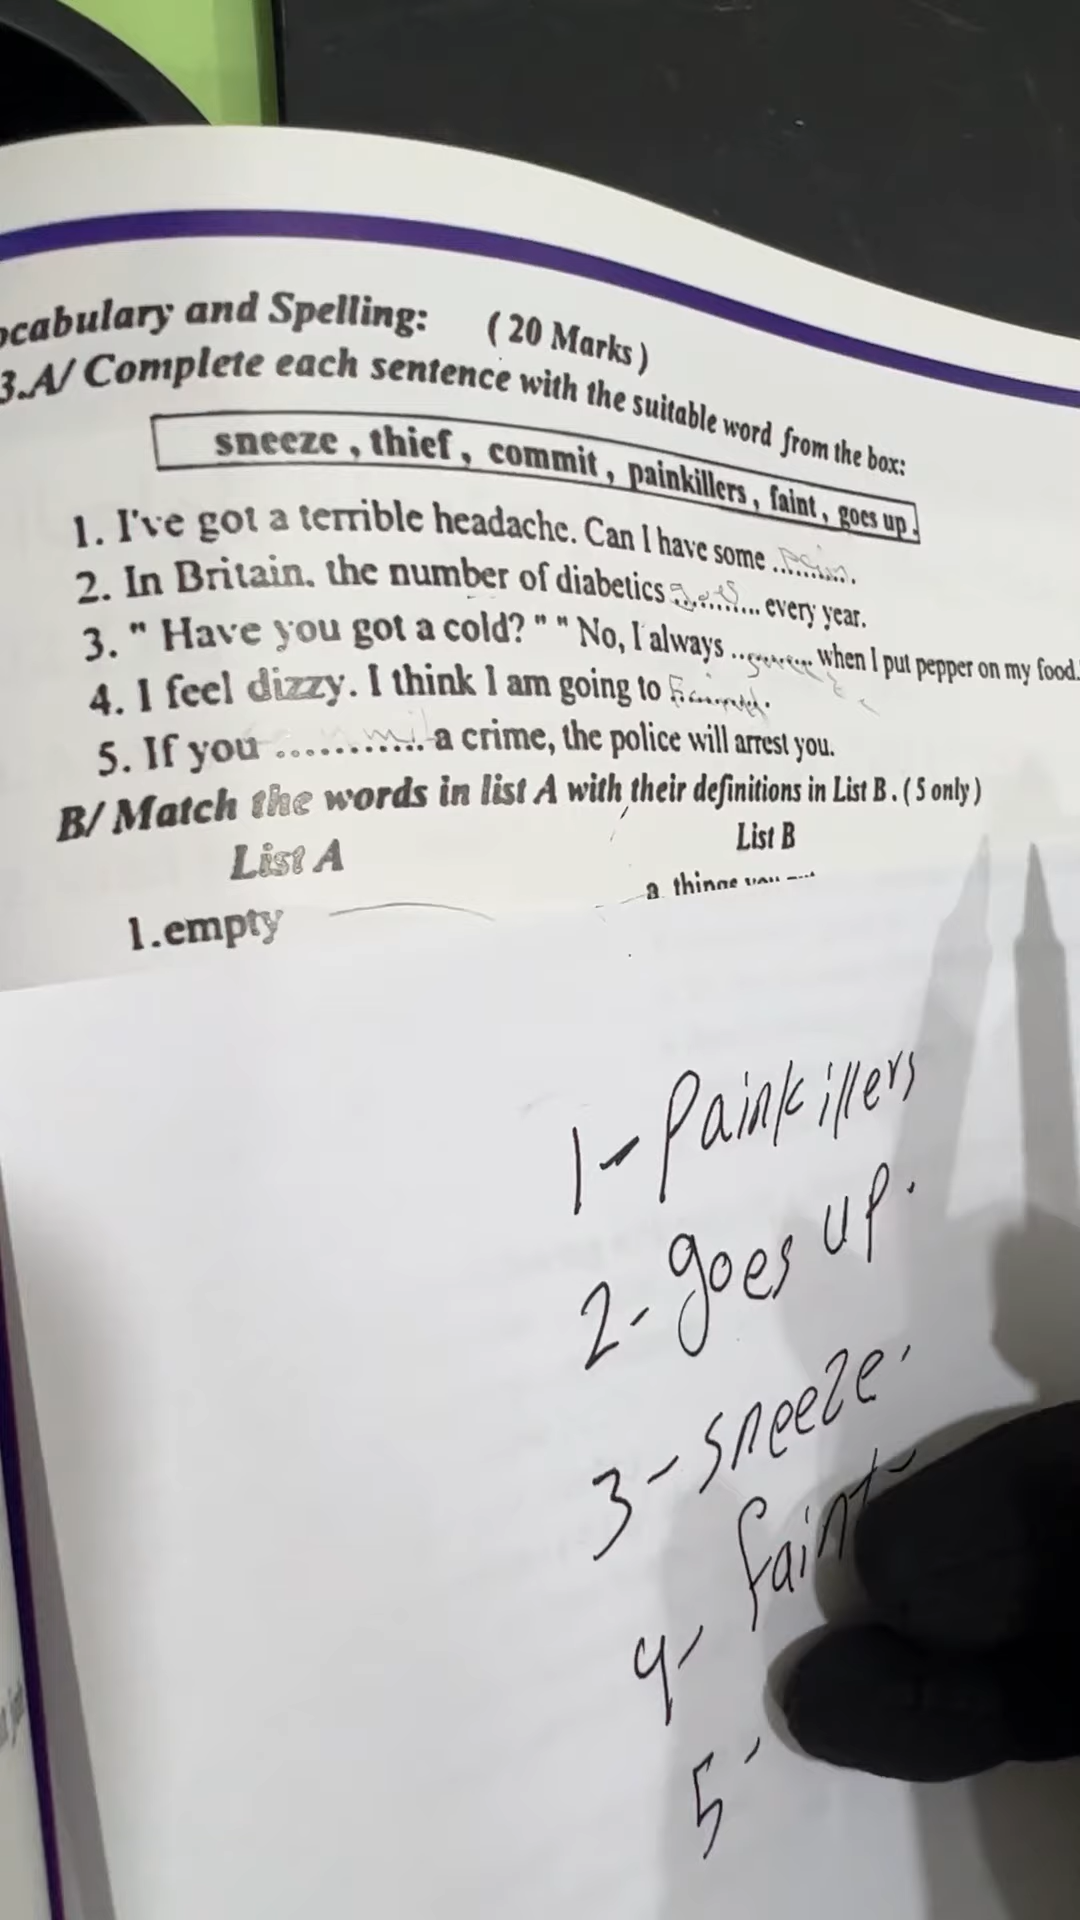 ocabulary and Spelling: ( 20 Marks )
3.A/ Complete each sentence with the suitable word from the box:
sneeze , thief , commit , painkillers , faint , goes up .
1. I've got a terrible headache. Can I have some .......... .
2. In Britain. the number of diabetics .......... every year.
3. " Have you got a cold? " " No, I always .......... when I put pepper on my food.
4. I feel dizzy. I think I am going to .......... .
5. If you ............ a crime, the police will arrest you.
B/ Match the words in list A with their definitions in List B . ( 5 only )
List A List B
1.empty a things you
1- Painkillers
2- goes up.
3- sneeze.
4- faint
5-